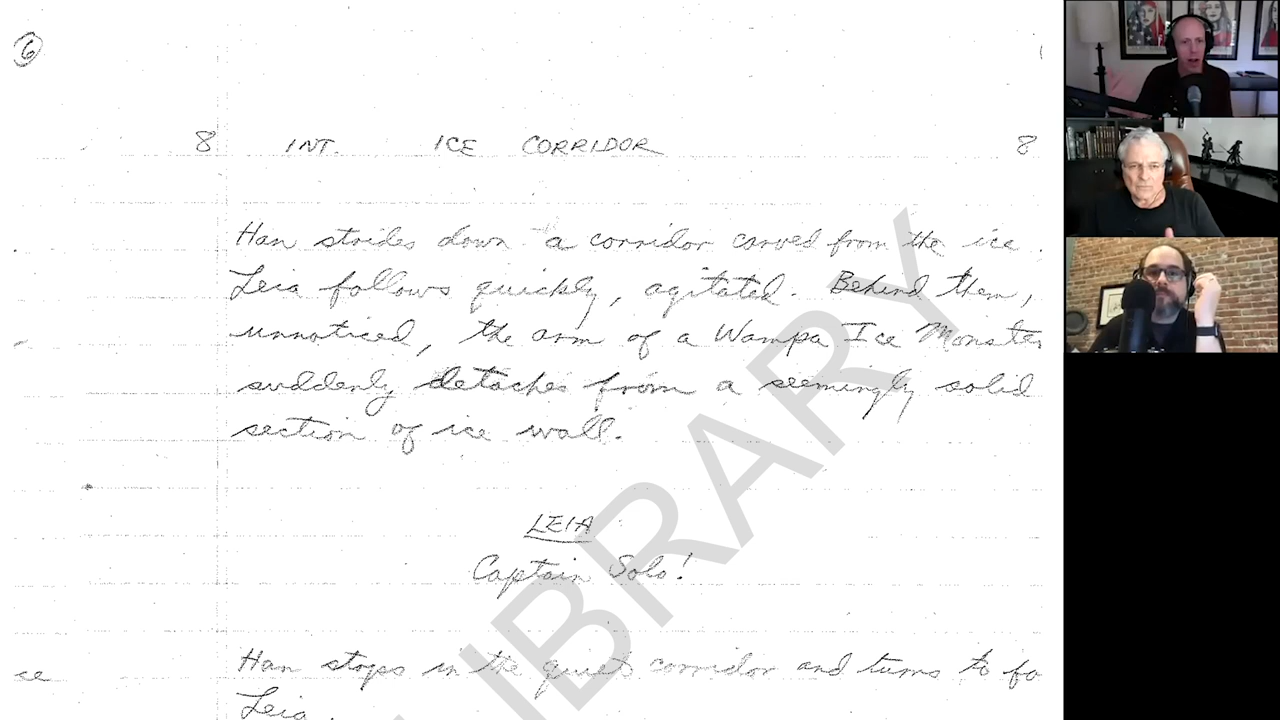 6
8 INT. ICE CORRIDOR 8
Han strides down a corridor carved from the ice.
Leia follows quickly, agitated. Behind them,
unnoticed, the arm of a Wampa Ice Monster
suddenly detaches from a seemingly solid
section of ice wall.
LEIA
Captain Solo!
Han stops in the quiet corridor and turns to fa
Leia.
LIBRARY